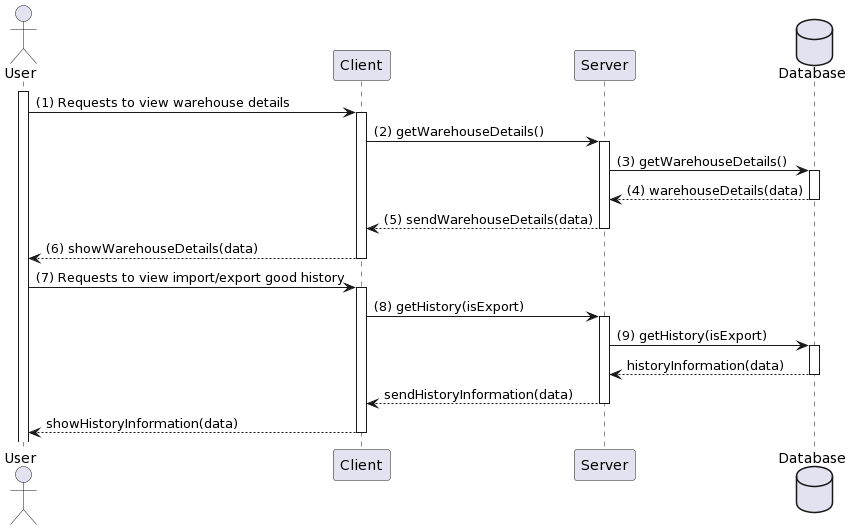 User
Client
Server
Database
(1) Requests to view warehouse details
(2) getWarehouseDetails()
(3) getWarehouseDetails()
(4) warehouseDetails(data)
(5) sendWarehouseDetails(data)
(6) showWarehouseDetails(data)
(7) Requests to view import/export good history
(8) getHistory(isExport)
(9) getHistory(isExport)
historyInformation(data)
sendHistoryInformation(data)
showHistoryInformation(data)
User
Client
Server
Database